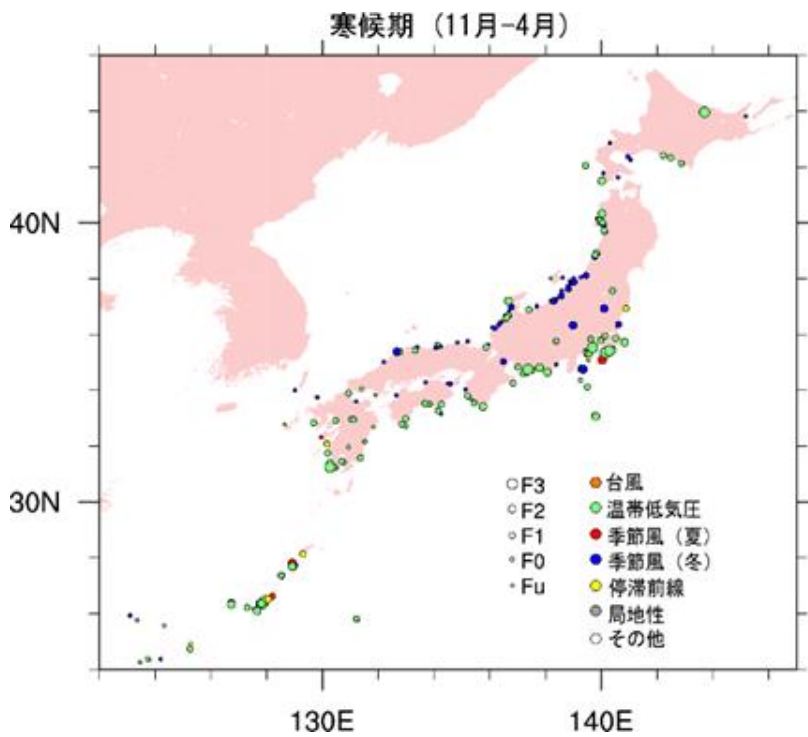 寒候期 (11月-4月)
40N
30N
130E
140E
F3
F2
F1
F0
Fu
台風
温帯低気圧
季節風 (夏)
季節風 (冬)
停滞前線
局地性
その他